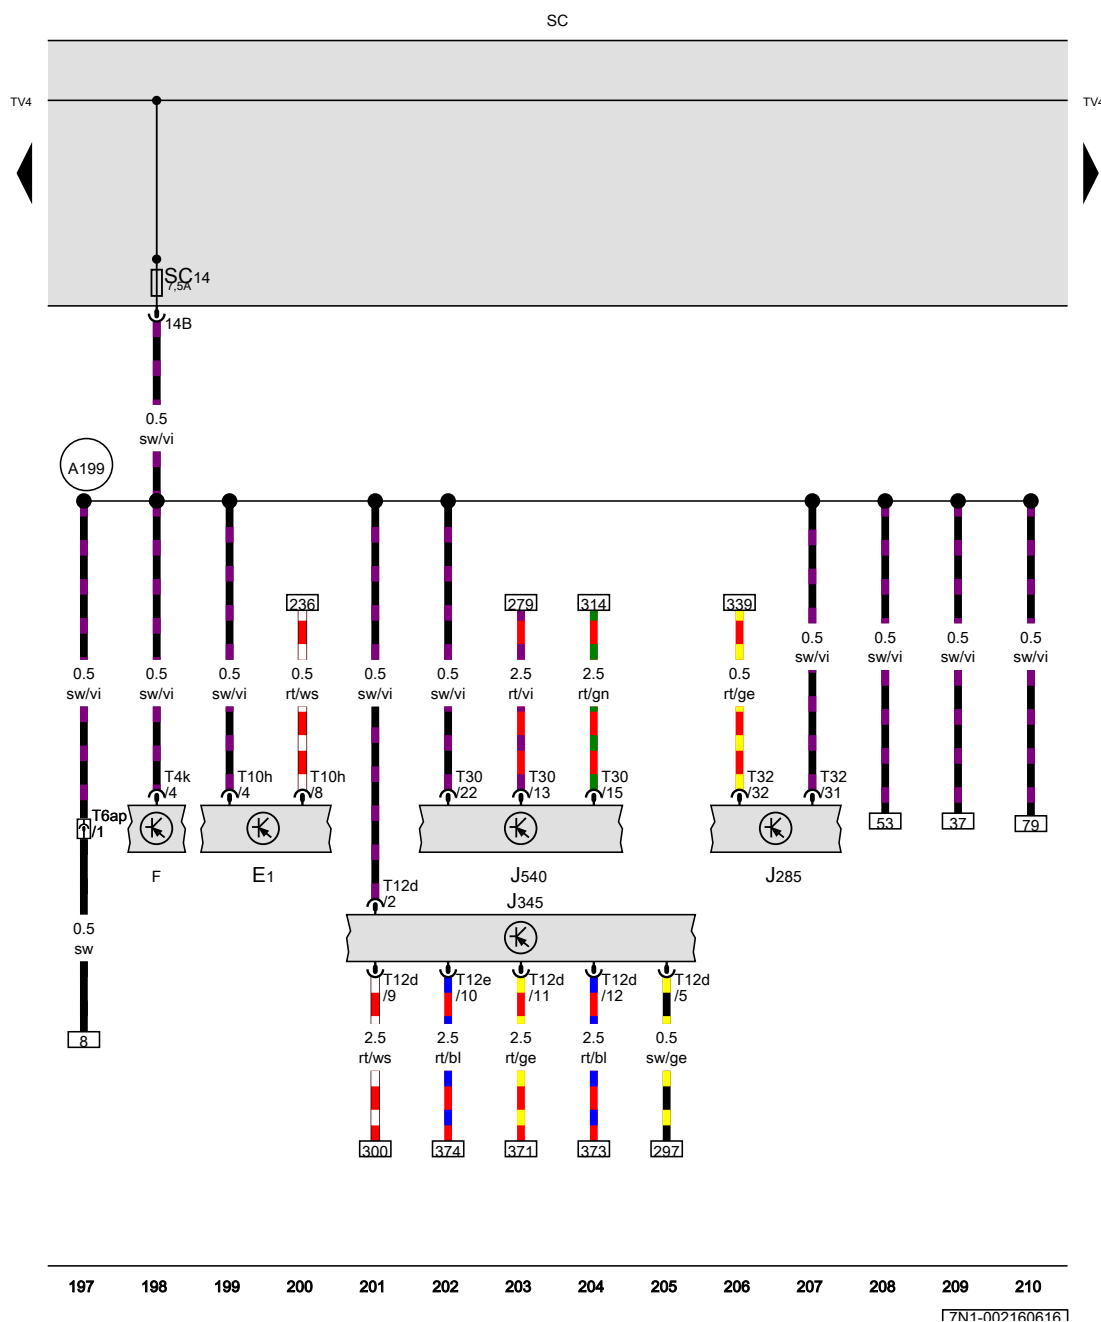 SC
TV4
TV4
SC14
7,5A
14B
0.5
sw/vi
A199
236
279
314
339
0.5
sw/vi
0.5
sw/vi
0.5
sw/vi
0.5
rt/ws
0.5
sw/vi
0.5
sw/vi
2.5
rt/vi
2.5
rt/gn
0.5
rt/ge
0.5
sw/vi
0.5
sw/vi
0.5
sw/vi
0.5
sw/vi
T6ap
/1
T4k
/4
T10h
/4
T10h
/8
T30
/22
T30
/13
T30
/15
T32
/32
T32
/31
53
37
79
F
E1
J540
J285
T12d
/2
J345
0.5
sw
8
T12d
/9
T12e
/10
T12d
/11
T12d
/12
T12d
/5
2.5
rt/ws
2.5
rt/bl
2.5
rt/ge
2.5
rt/bl
0.5
sw/ge
300
374
371
373
297
197 198 199 200 201 202 203 204 205 206 207 208 209 210
7N1-002160616